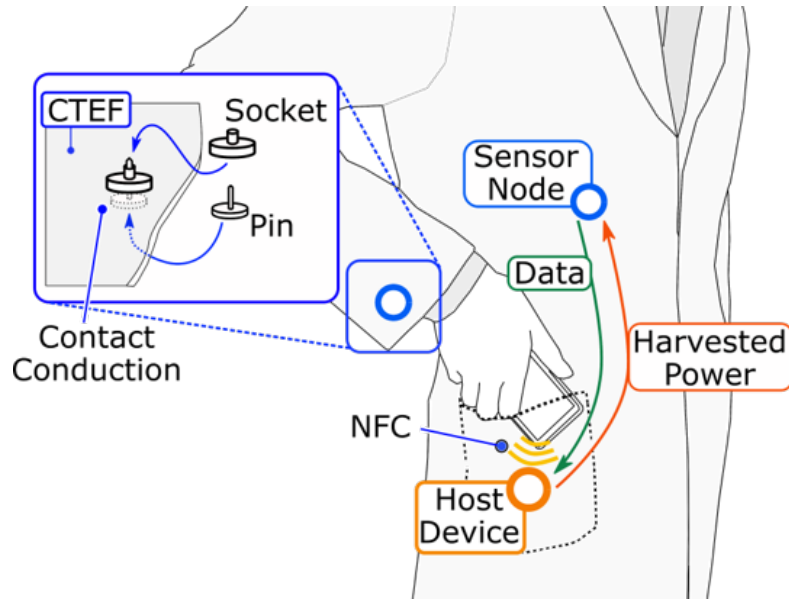 CTEF
Socket
Pin
Contact
Conduction
Sensor
Node
Data
Harvested
Power
NFC
Host
Device